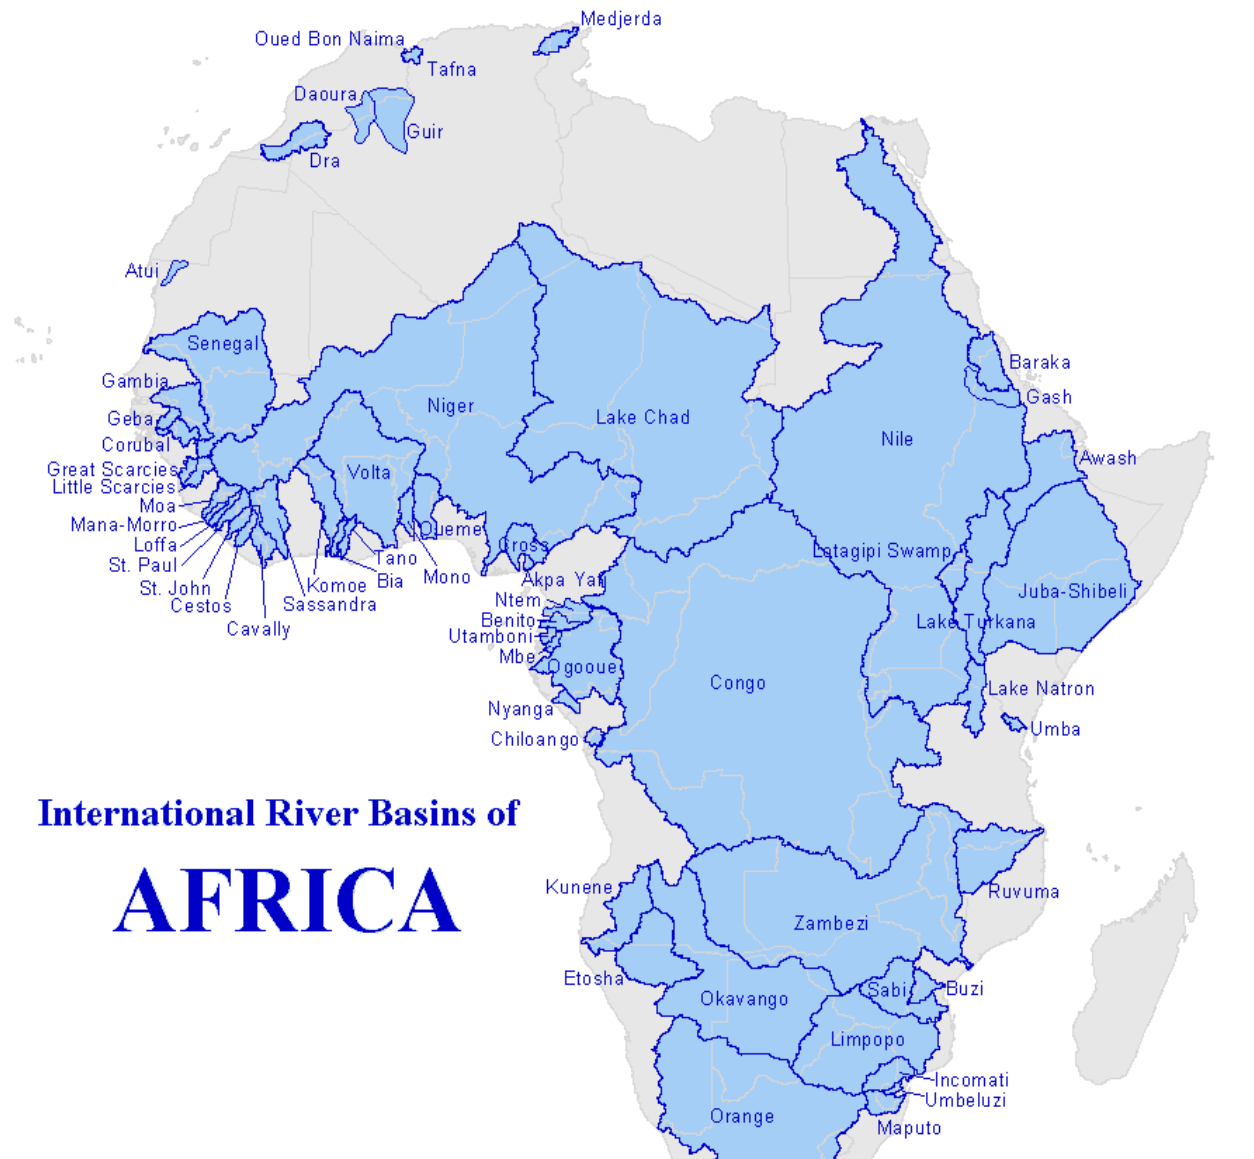 Medjerda
Oued Bon Naima
Tafna
Daoura
Guir
Dra
Atui
Senegal
Baraka
Gambia
Gash
Niger
Lake Chad
Geba
Nile
Corubal
Awash
Great Scarcies
Volta
Little Scarcies
Moa
Mana-Morro
Oueme
Loffa
Cross
Latagipi Swamp
St. Paul
Tano
St. John
Komoe
Bia
Mono
Akpa Yafi
Juba-Shibeli
Cestos
Sassandra
Ntem
Cavally
Benito
Lake Turkana
Utamboni
Mbe
Ogooue
Congo
Lake Natron
Nyanga
Umba
Chiloango
International River Basins of
AFRICA
Kunene
Ruvuma
Zambezi
Etosha
Okavango
Sabi
Buzi
Limpopo
Incomati
Umbeluzi
Orange
Maputo